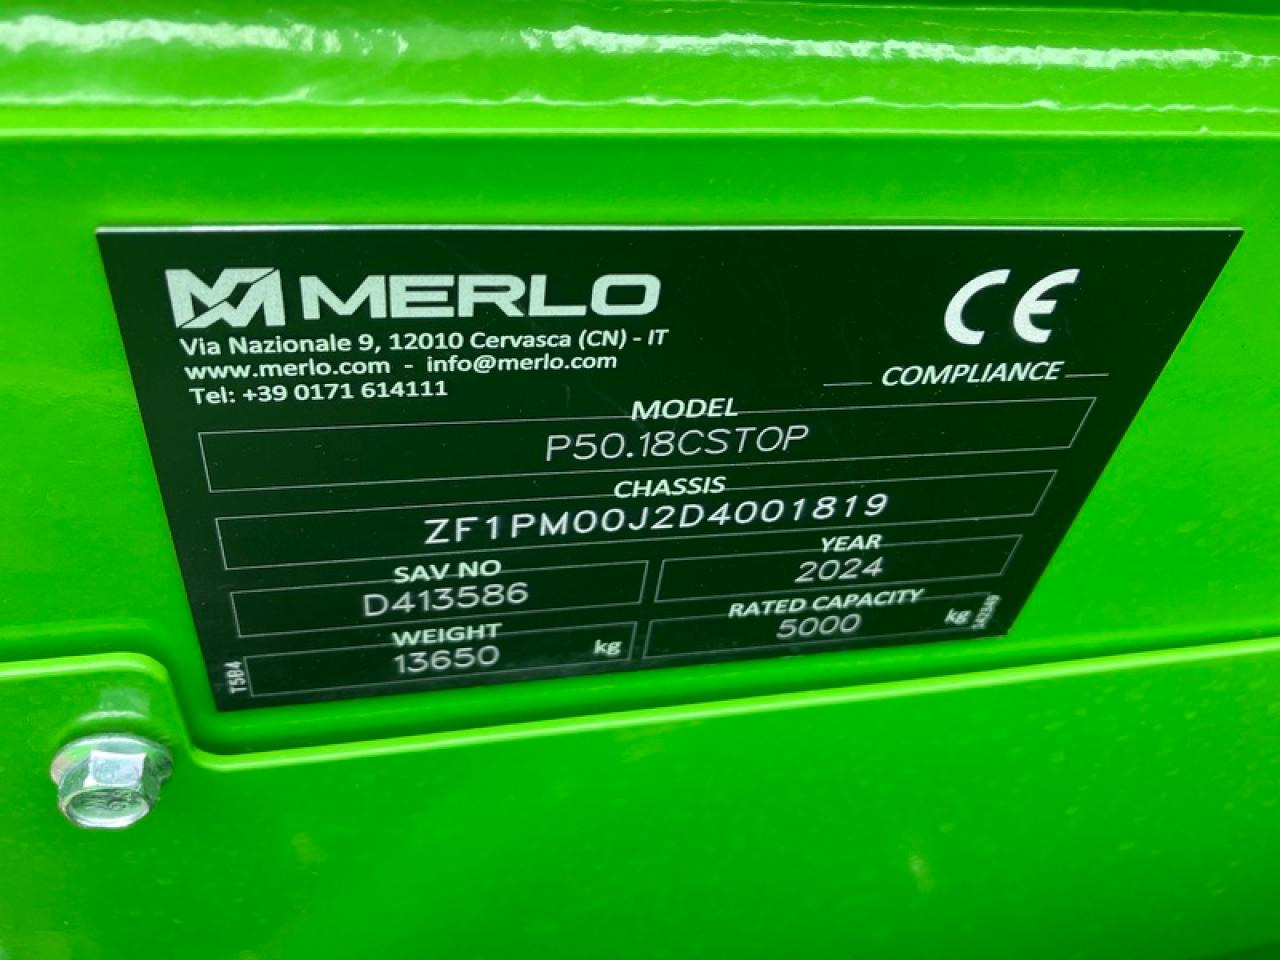 MERLO
Via Nazionale 9, 12010 Cervasca (CN) - IT
www.merlo.com - info@merlo.com
Tel: +39 0171 614111
CE
COMPLIANCE
MODEL
P50.18CSTOP
CHASSIS
ZF1PM00J2D4001819
SAV NO
D413586
YEAR
2024
WEIGHT
13650 kg
RATED CAPACITY
5000 kg
T5B4